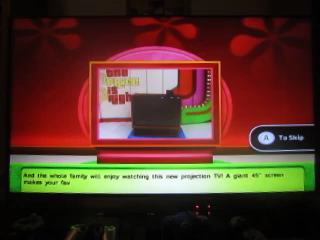 A To Skip
And the whole family will enjoy watching this new projection TV! A giant 45" screen
makes your fav